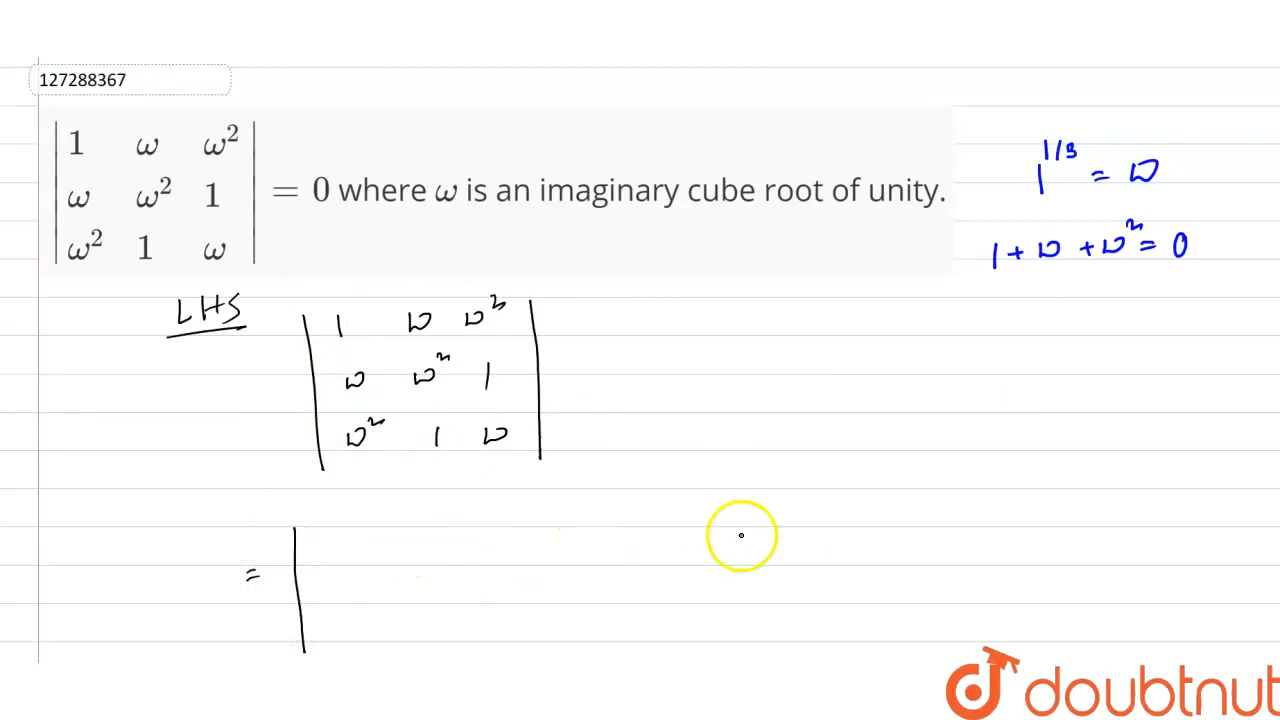 127288367
1 ω ω²
ω ω² 1
ω² 1 ω
= 0 where ω is an imaginary cube root of unity.
1^{1/3} = ω
1 + ω + ω² = 0
LHS
1 ω ω²
ω ω² 1
ω² 1 ω
=
doubtnut